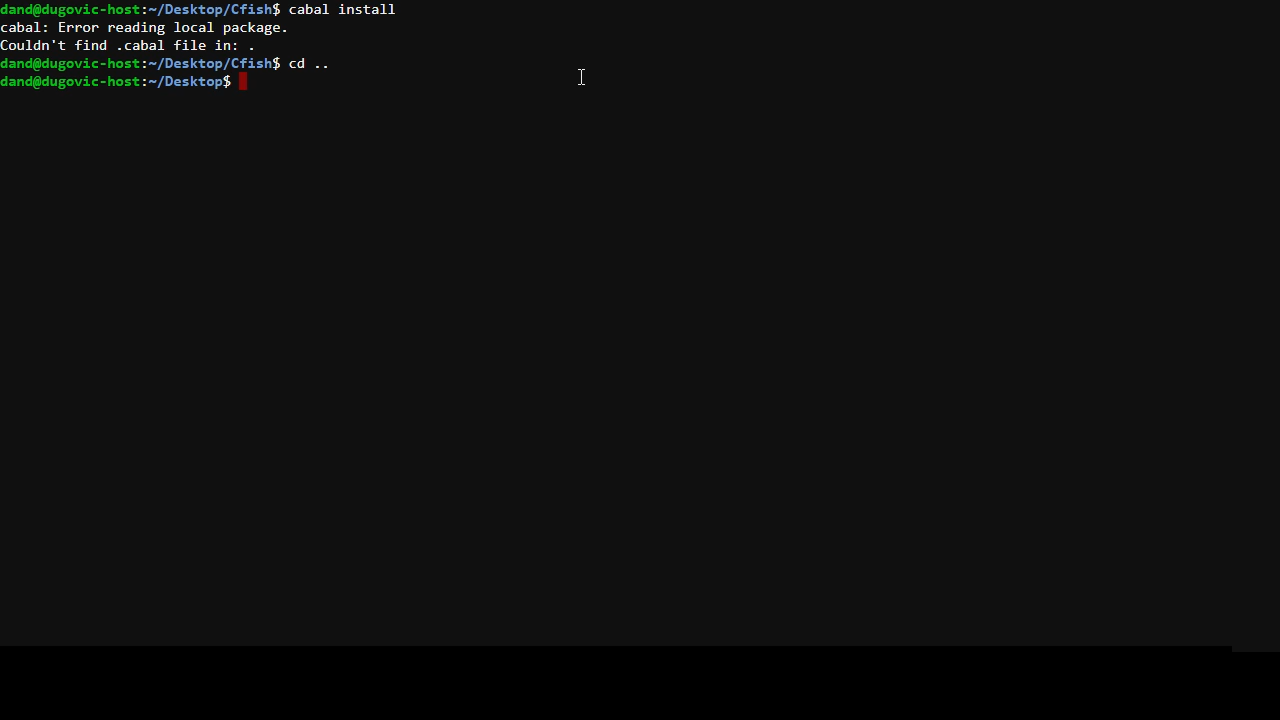 dand@dugovic-host:~/Desktop/Cfish$ cabal install
cabal: Error reading local package.
Couldn't find .cabal file in: .
dand@dugovic-host:~/Desktop/Cfish$ cd ..
dand@dugovic-host:~/Desktop$